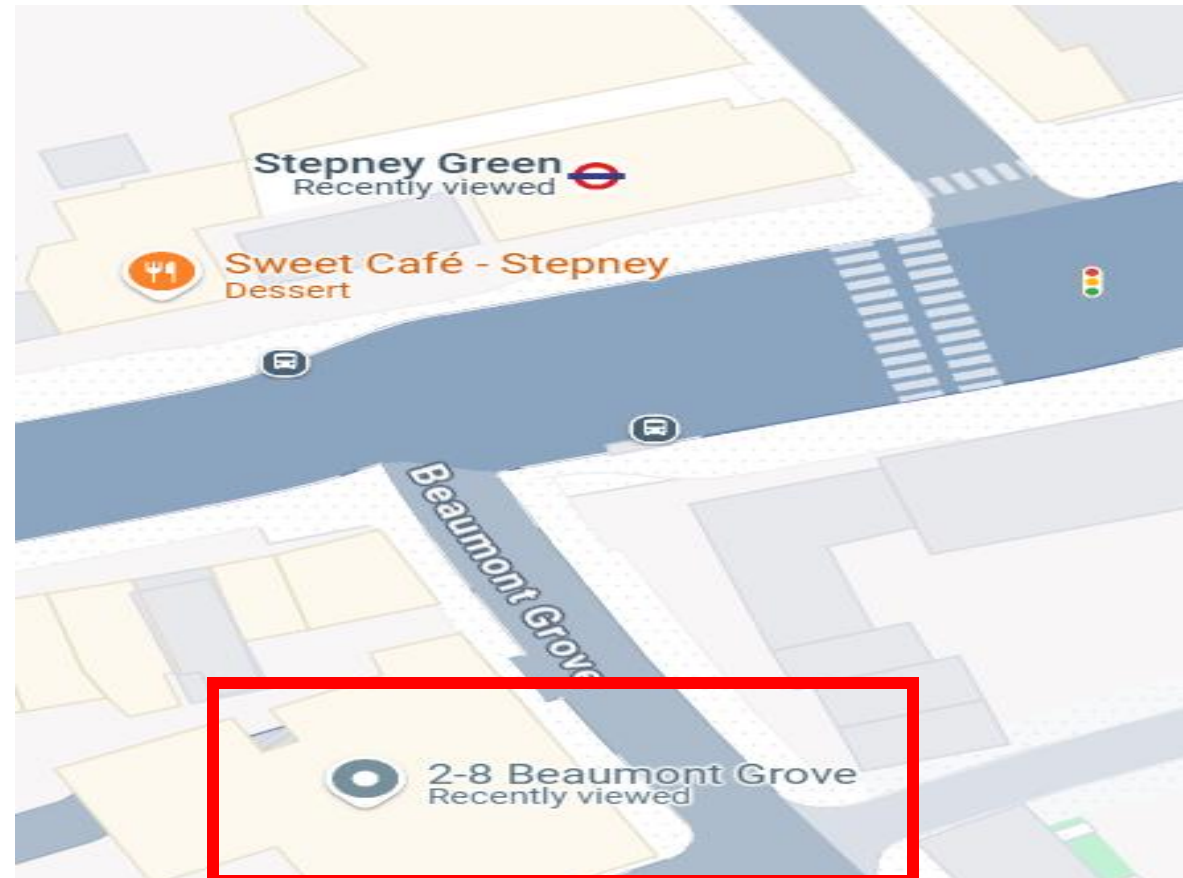 Stepney Green
Recently viewed
Sweet Café - Stepney
Dessert
Beaumont Grove
2-8 Beaumont Grove
Recently viewed